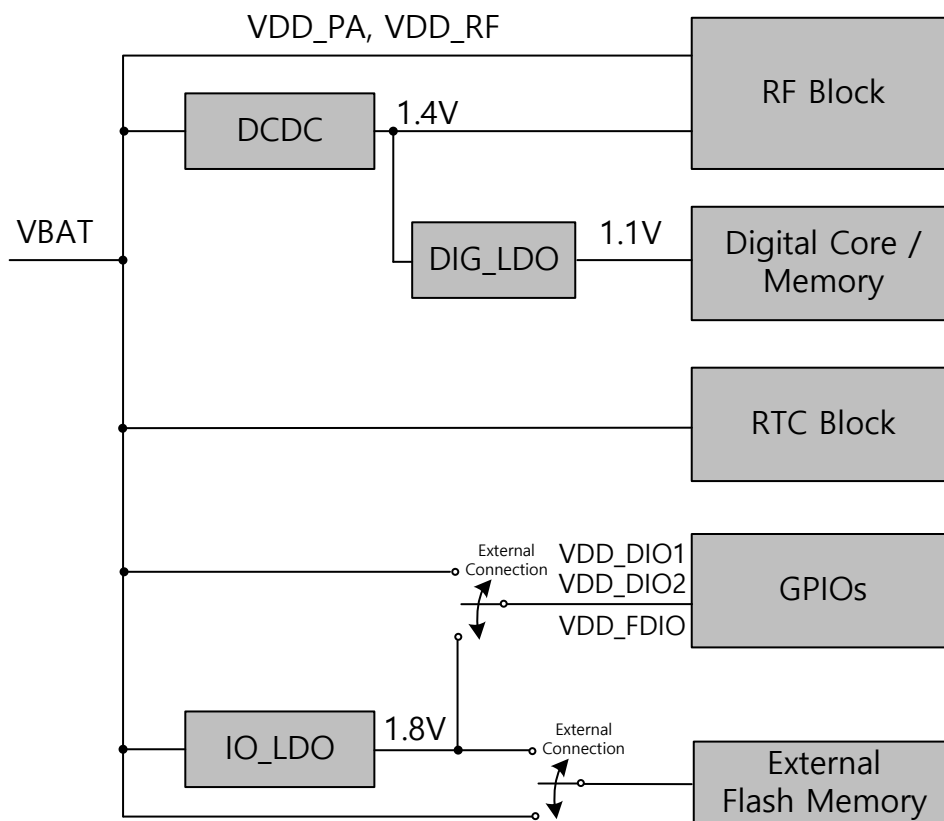 VDD_PA, VDD_RF
RF Block
DCDC
1.4V
VBAT
DIG_LDO
1.1V
Digital Core /
Memory
RTC Block
External
Connection
VDD_DIO1
VDD_DIO2
VDD_FDIO
GPIOs
IO_LDO
1.8V
External
Connection
External
Flash Memory